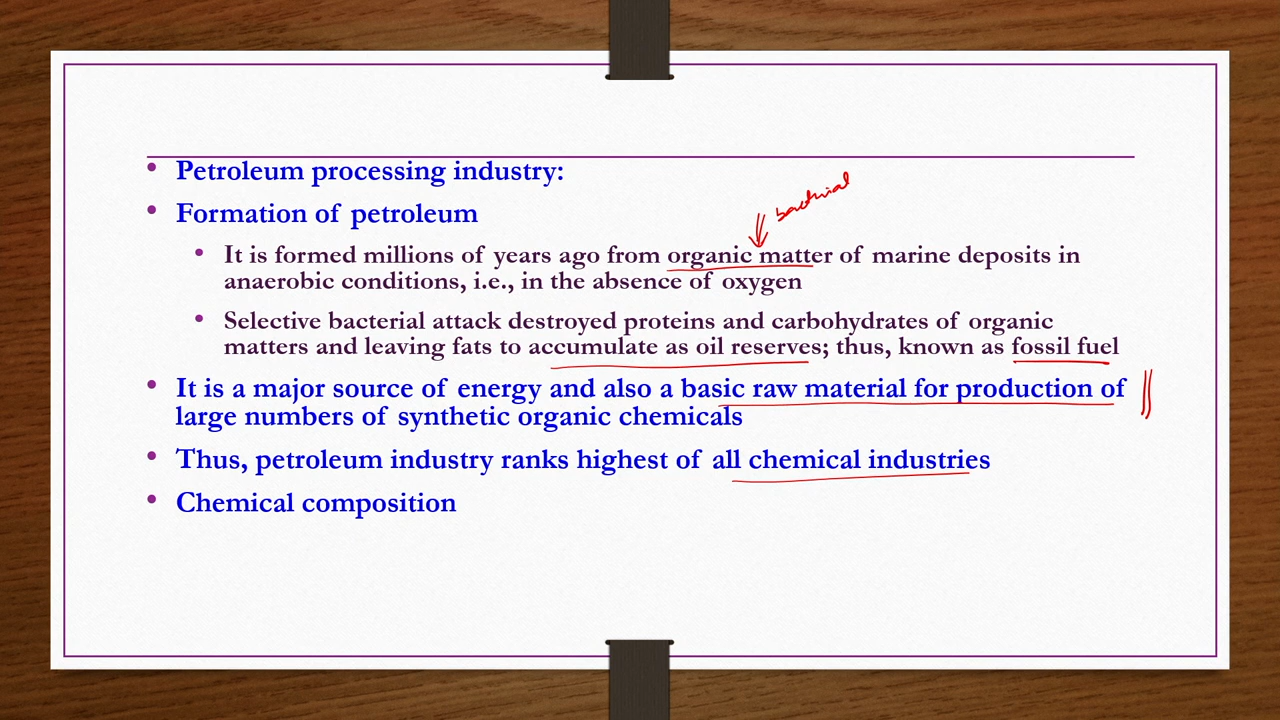 • Petroleum processing industry:
• Formation of petroleum
bacterial
• It is formed millions of years ago from organic matter of marine deposits in
anaerobic conditions, i.e., in the absence of oxygen
• Selective bacterial attack destroyed proteins and carbohydrates of organic
matters and leaving fats to accumulate as oil reserves; thus, known as fossil fuel
• It is a major source of energy and also a basic raw material for production of
large numbers of synthetic organic chemicals
• Thus, petroleum industry ranks highest of all chemical industries
• Chemical composition